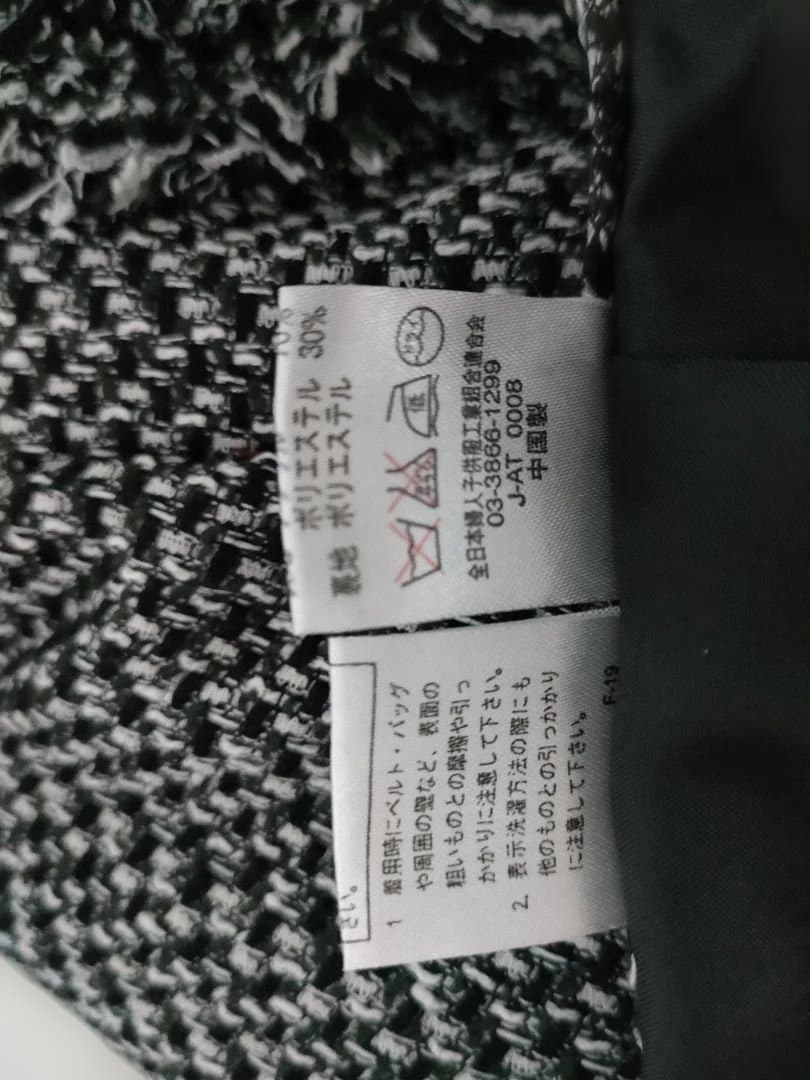 70%
ポリエステル 30%
裏地 ポリエステル
低
ドライ
全日本婦人子供服工業組合連合会
03-3866-1299
J-AT 0008
中国製
さい。
1 着用時にベルト・バッグ
や周囲の壁など、表面の
粗いものとの摩擦や引っ
かかりに注意して下さい。
2. 表示洗濯方法の際にも
他のものとの引っかかり
に注意して下さい。
F-19